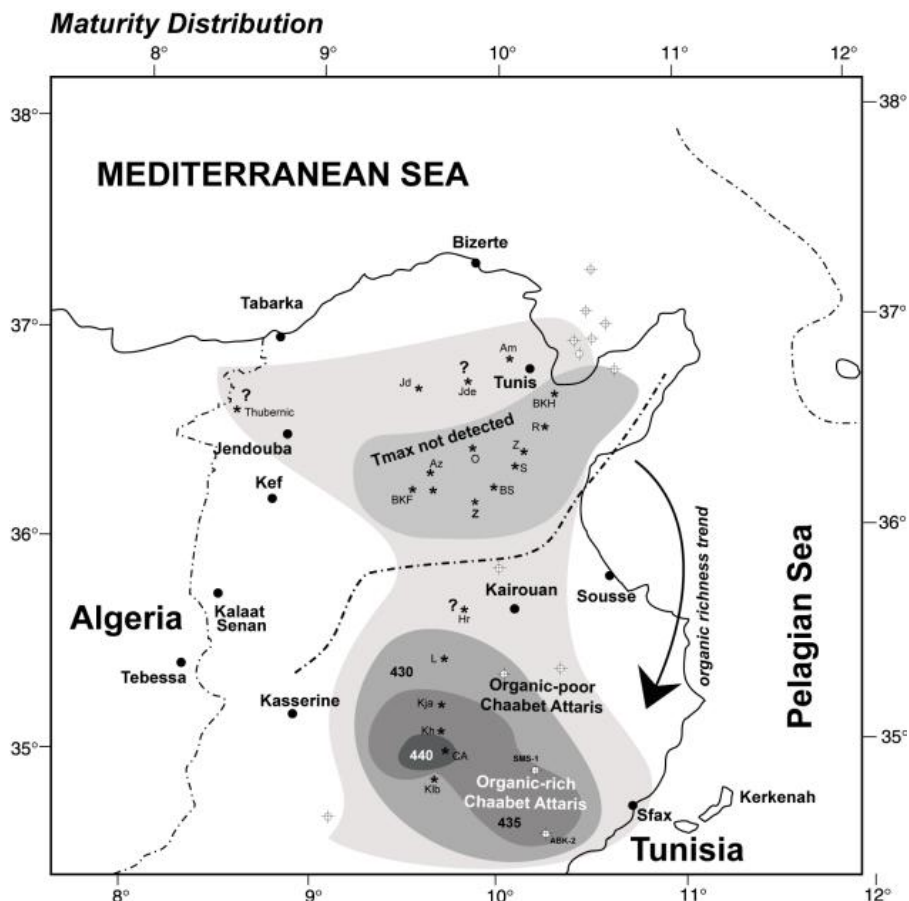 Maturity Distribution
8° 9° 10° 11° 12°
38° 38°
MEDITERRANEAN SEA
Bizerte
Tabarka
37° 37°
Am
?
Tunis
Jd
Jde
?
BKH
Thubernic
R
Tmax not detected
Jendouba
Z
O
Az
S
Kef
BKF
BS
Z
36° 36°
organic richness trend
Pelagian Sea
Kairouan
Sousse
Kalaat
Senan
Algeria
?
Hr
Tebessa
L
430
Organic-poor
Chaabet Attaris
Kasserine
Kja
35° 35°
Kh
440
CA
SMS-1
Organic-rich
Chaabet Attaris
Klb
Kerkenah
435
Sfax
ABK-2
Tunisia
8° 9° 10° 11° 12°